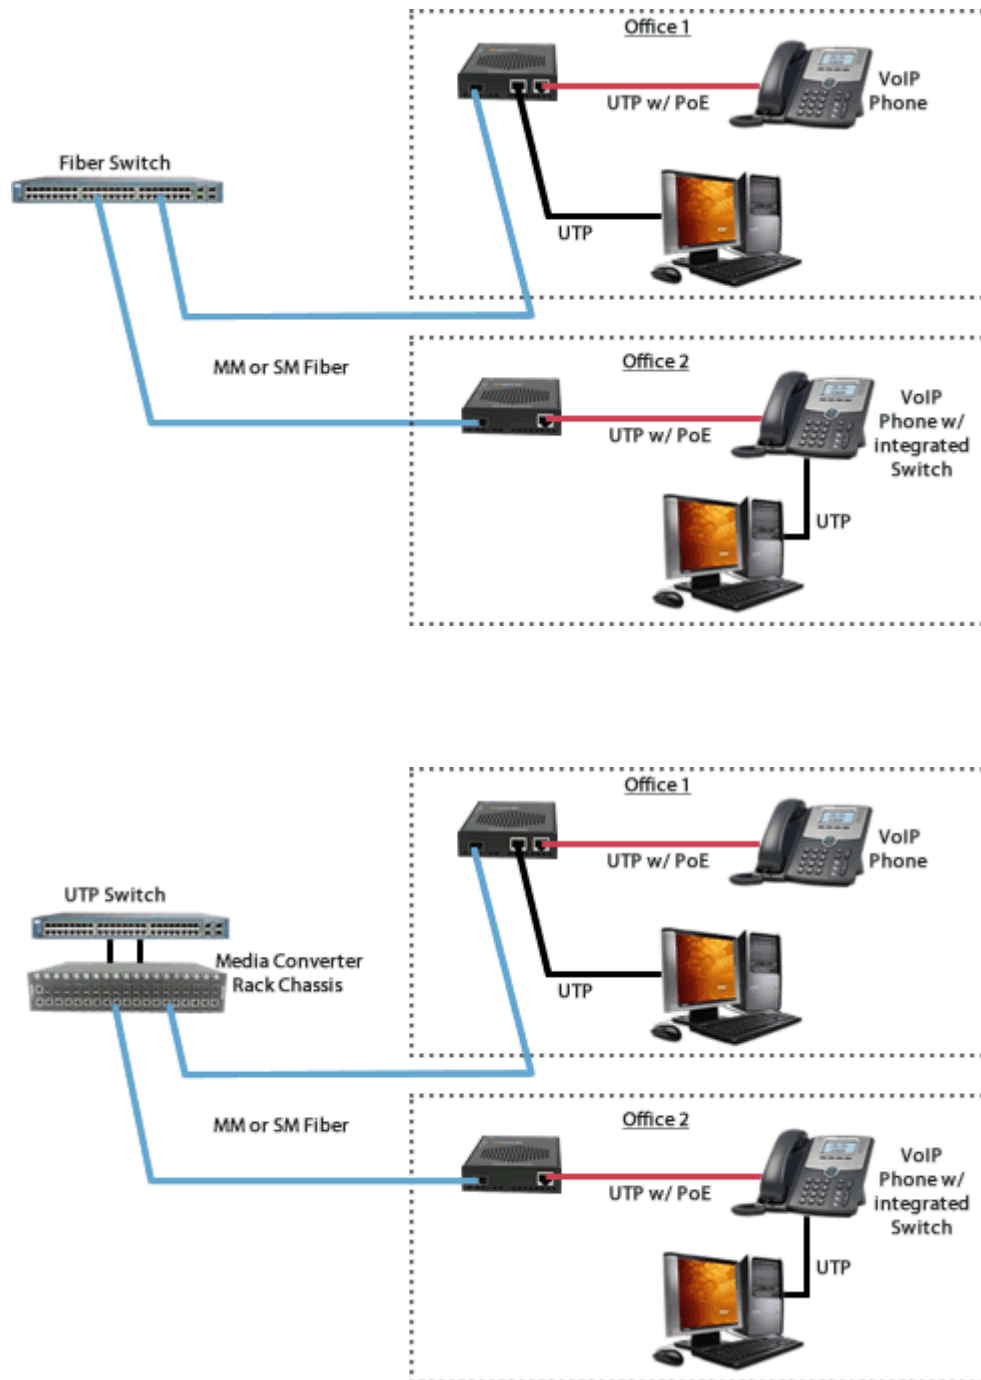 Office 1
VoIP
Phone
UTP w/ PoE
UTP
Fiber Switch
MM or SM Fiber
Office 2
VoIP
Phone w/
integrated
Switch
UTP w/ PoE
UTP
Office 1
VoIP
Phone
UTP w/ PoE
UTP
UTP Switch
Media Converter
Rack Chassis
MM or SM Fiber
Office 2
VoIP
Phone w/
integrated
Switch
UTP w/ PoE
UTP